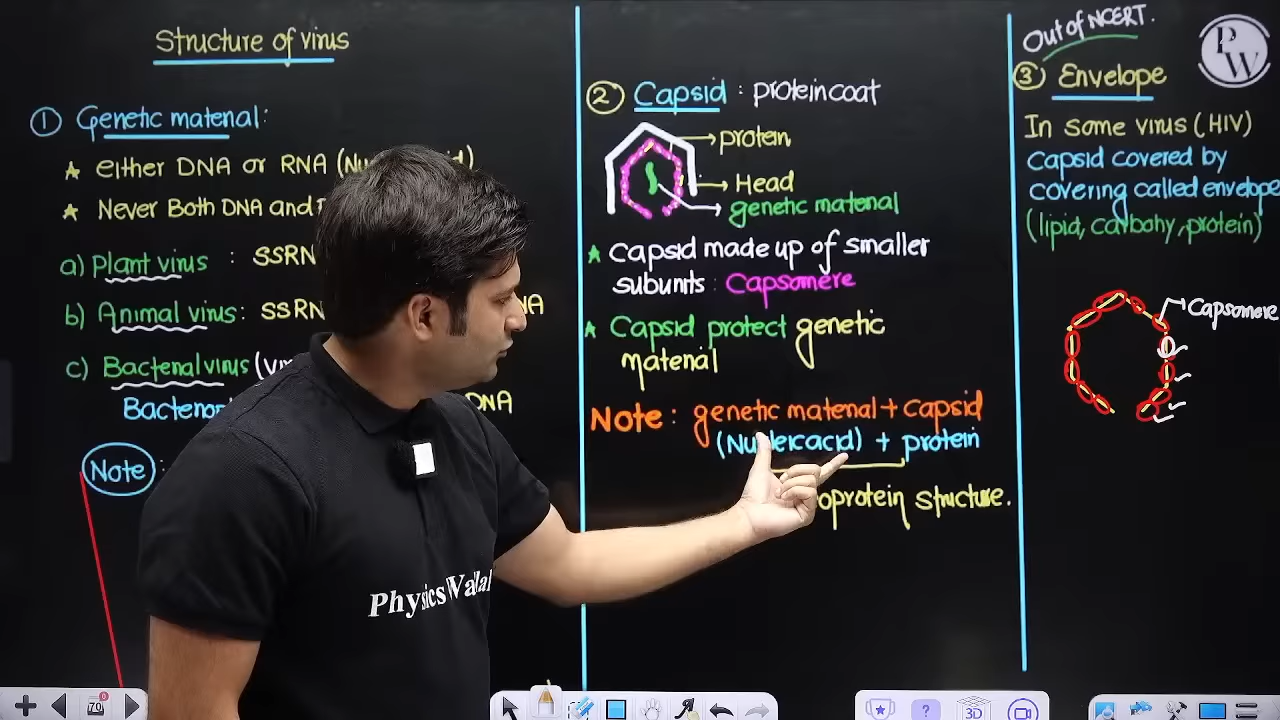 Structure of virus
① Genetic material:
★ either DNA or RNA
★ Never Both DNA and
a) Plant virus : SSRN
b) Animal virus: SSRN
NA
c) Bacterial virus
DNA
Note :
② Capsid : protein coat
protein
Head
genetic material
★ Capsid made up of smaller
subunits : Capsomere
★ Capsid protect genetic
material
Note : genetic material + Capsid
(Nucleic acid) + protein
oprotein structure.
Out of NCERT.
③ Envelope
In some virus (HIV)
Capsid covered by
covering called envelope
(lipid, carbohy, protein)
Capsomere
P
W
Physics Wallah
70
3D